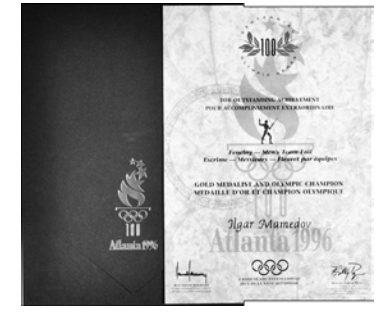 100
FOR OUTSTANDING ACHIEVEMENT
POUR ACCOMPLISSEMENT EXTRAORDINAIRE
Fencing — Men's Team Foil
Escrime — Messieurs — Fleuret par équipes
GOLD MEDALIST AND OLYMPIC CHAMPION
MEDAILLE D'OR ET CHAMPION OLYMPIQUE
Ilgar Mamedov
Atlanta 1996
Atlanta 1996